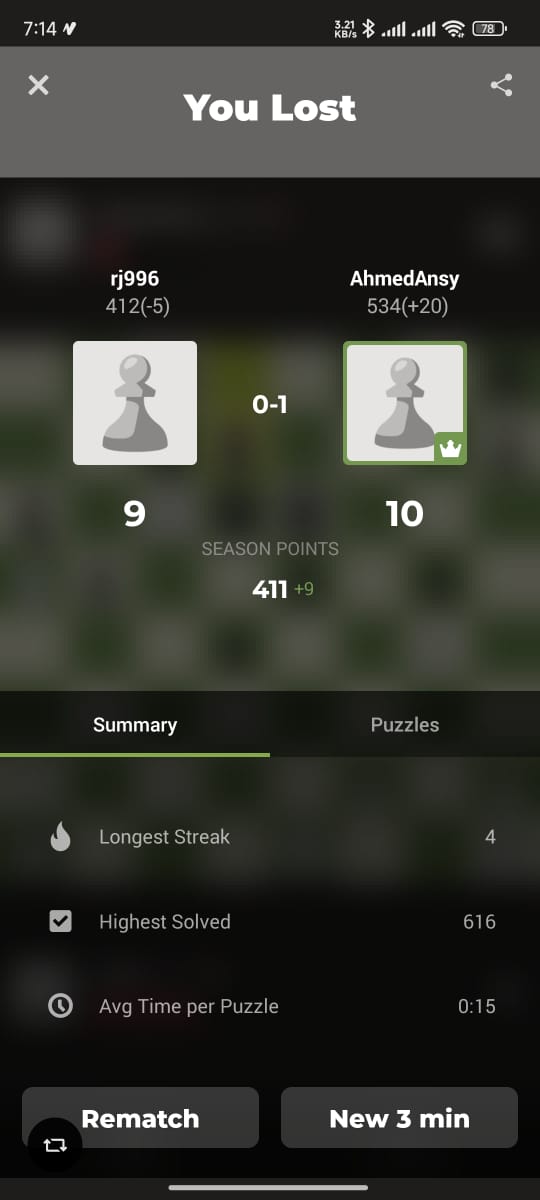 7:14
3.21
KB/s
78
You Lost
rj996
412(-5)
AhmedAnsy
534(+20)
0-1
9
10
SEASON POINTS
411 +9
Summary
Puzzles
Longest Streak
4
Highest Solved
616
Avg Time per Puzzle
0:15
Rematch
New 3 min